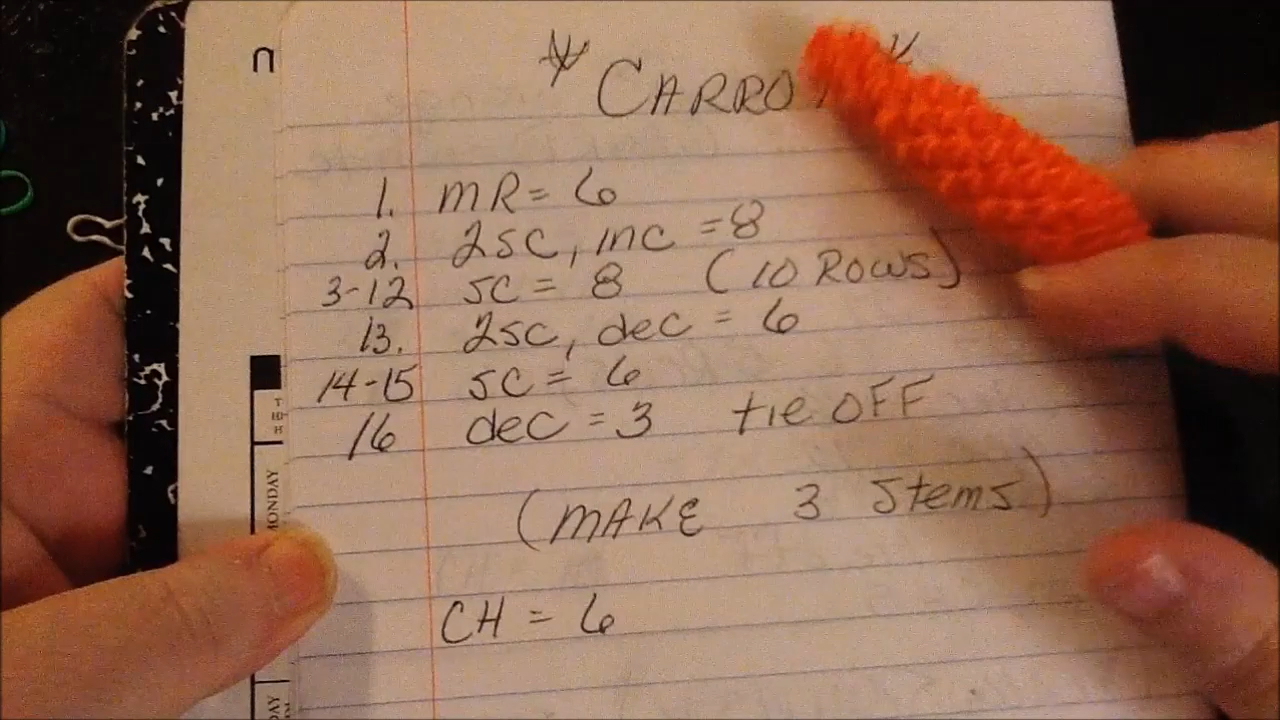 CARRO
1. MR = 6
2. 2SC, inc = 8
3-12 SC = 8 (10 ROWS)
13. 2SC, dec = 6
14-15 SC = 6
16 dec = 3 tie OFF
(MAKE 3 Stems)
CH = 6
MONDAY